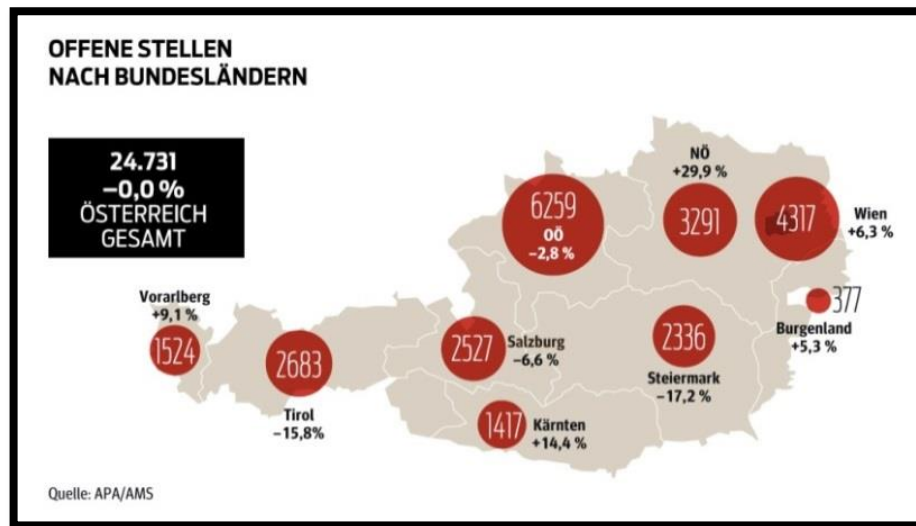 OFFENE STELLEN
NACH BUNDESLÄNDERN
24.731
–0,0 %
ÖSTERREICH
GESAMT
NÖ
+29,9 %
3291
6259
OÖ
–2,8 %
4317
Wien
+6,3 %
377
Burgenland
+5,3 %
Vorarlberg
+9,1 %
1524
2683
Tirol
–15,8%
2527
Salzburg
–6,6 %
2336
Steiermark
–17,2 %
1417
Kärnten
+14,4 %
Quelle: APA/AMS